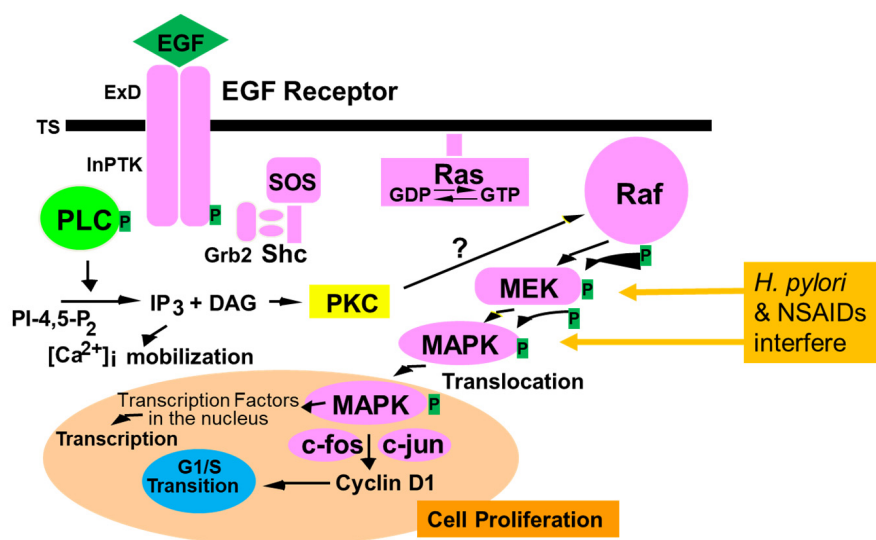 EGF
ExD
EGF Receptor
TS
InPTK
SOS
Ras
GDP GTP
Raf
PLC P
P
Grb2 Shc
?
P
MEK P
P
H. pylori
& NSAIDs
interfere
PI-4,5-P2
IP3 + DAG
PKC
MAPK P
[Ca2+]i mobilization
Translocation
Transcription Factors
in the nucleus
MAPK P
Transcription
c-fos c-jun
G1/S
Transition
Cyclin D1
Cell Proliferation